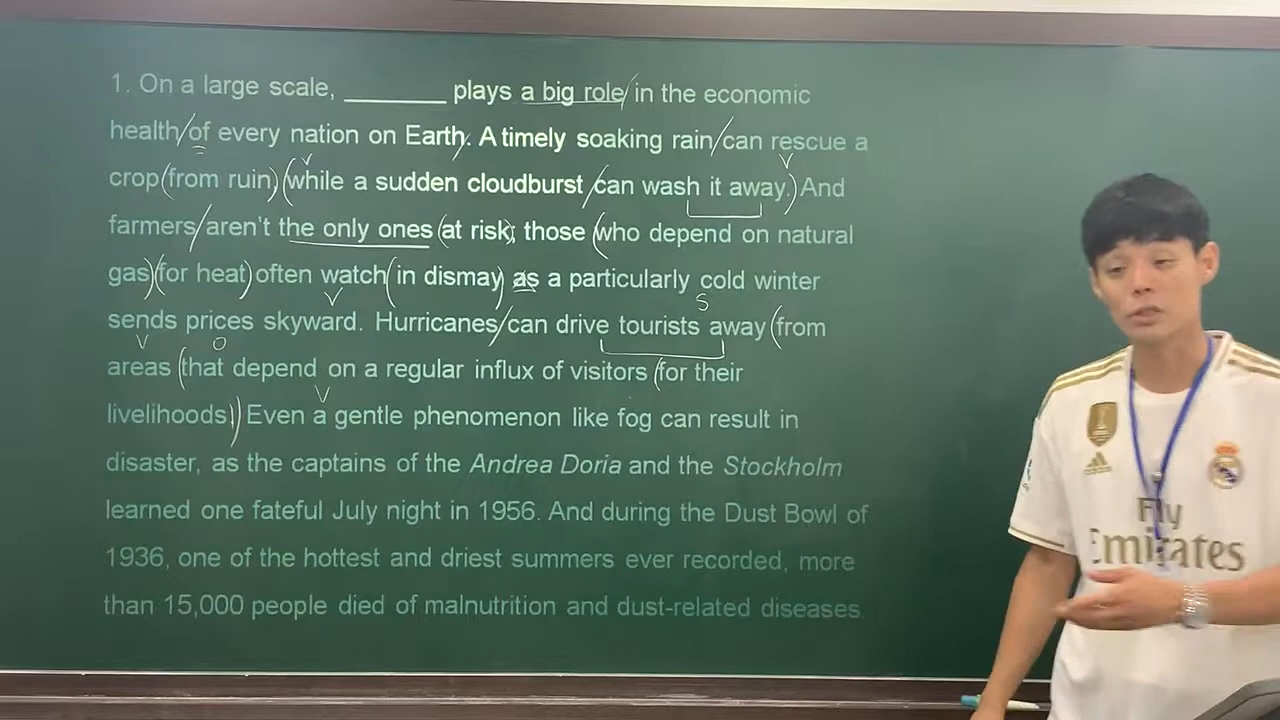 1. On a large scale, ________ plays a big role in the economic
health of every nation on Earth. A timely soaking rain can rescue a
crop from ruin, while a sudden cloudburst can wash it away. And
farmers aren't the only ones at risk; those who depend on natural
gas for heat often watch in dismay as a particularly cold winter
sends prices skyward. Hurricanes can drive tourists away from
areas that depend on a regular influx of visitors for their
livelihoods. Even a gentle phenomenon like fog can result in
disaster, as the captains of the Andrea Doria and the Stockholm
learned one fateful July night in 1956. And during the Dust Bowl of
1936, one of the hottest and driest summers ever recorded, more
than 15,000 people died of malnutrition and dust-related diseases.
V
V
V
S
V
O
V
Fly
Emirates